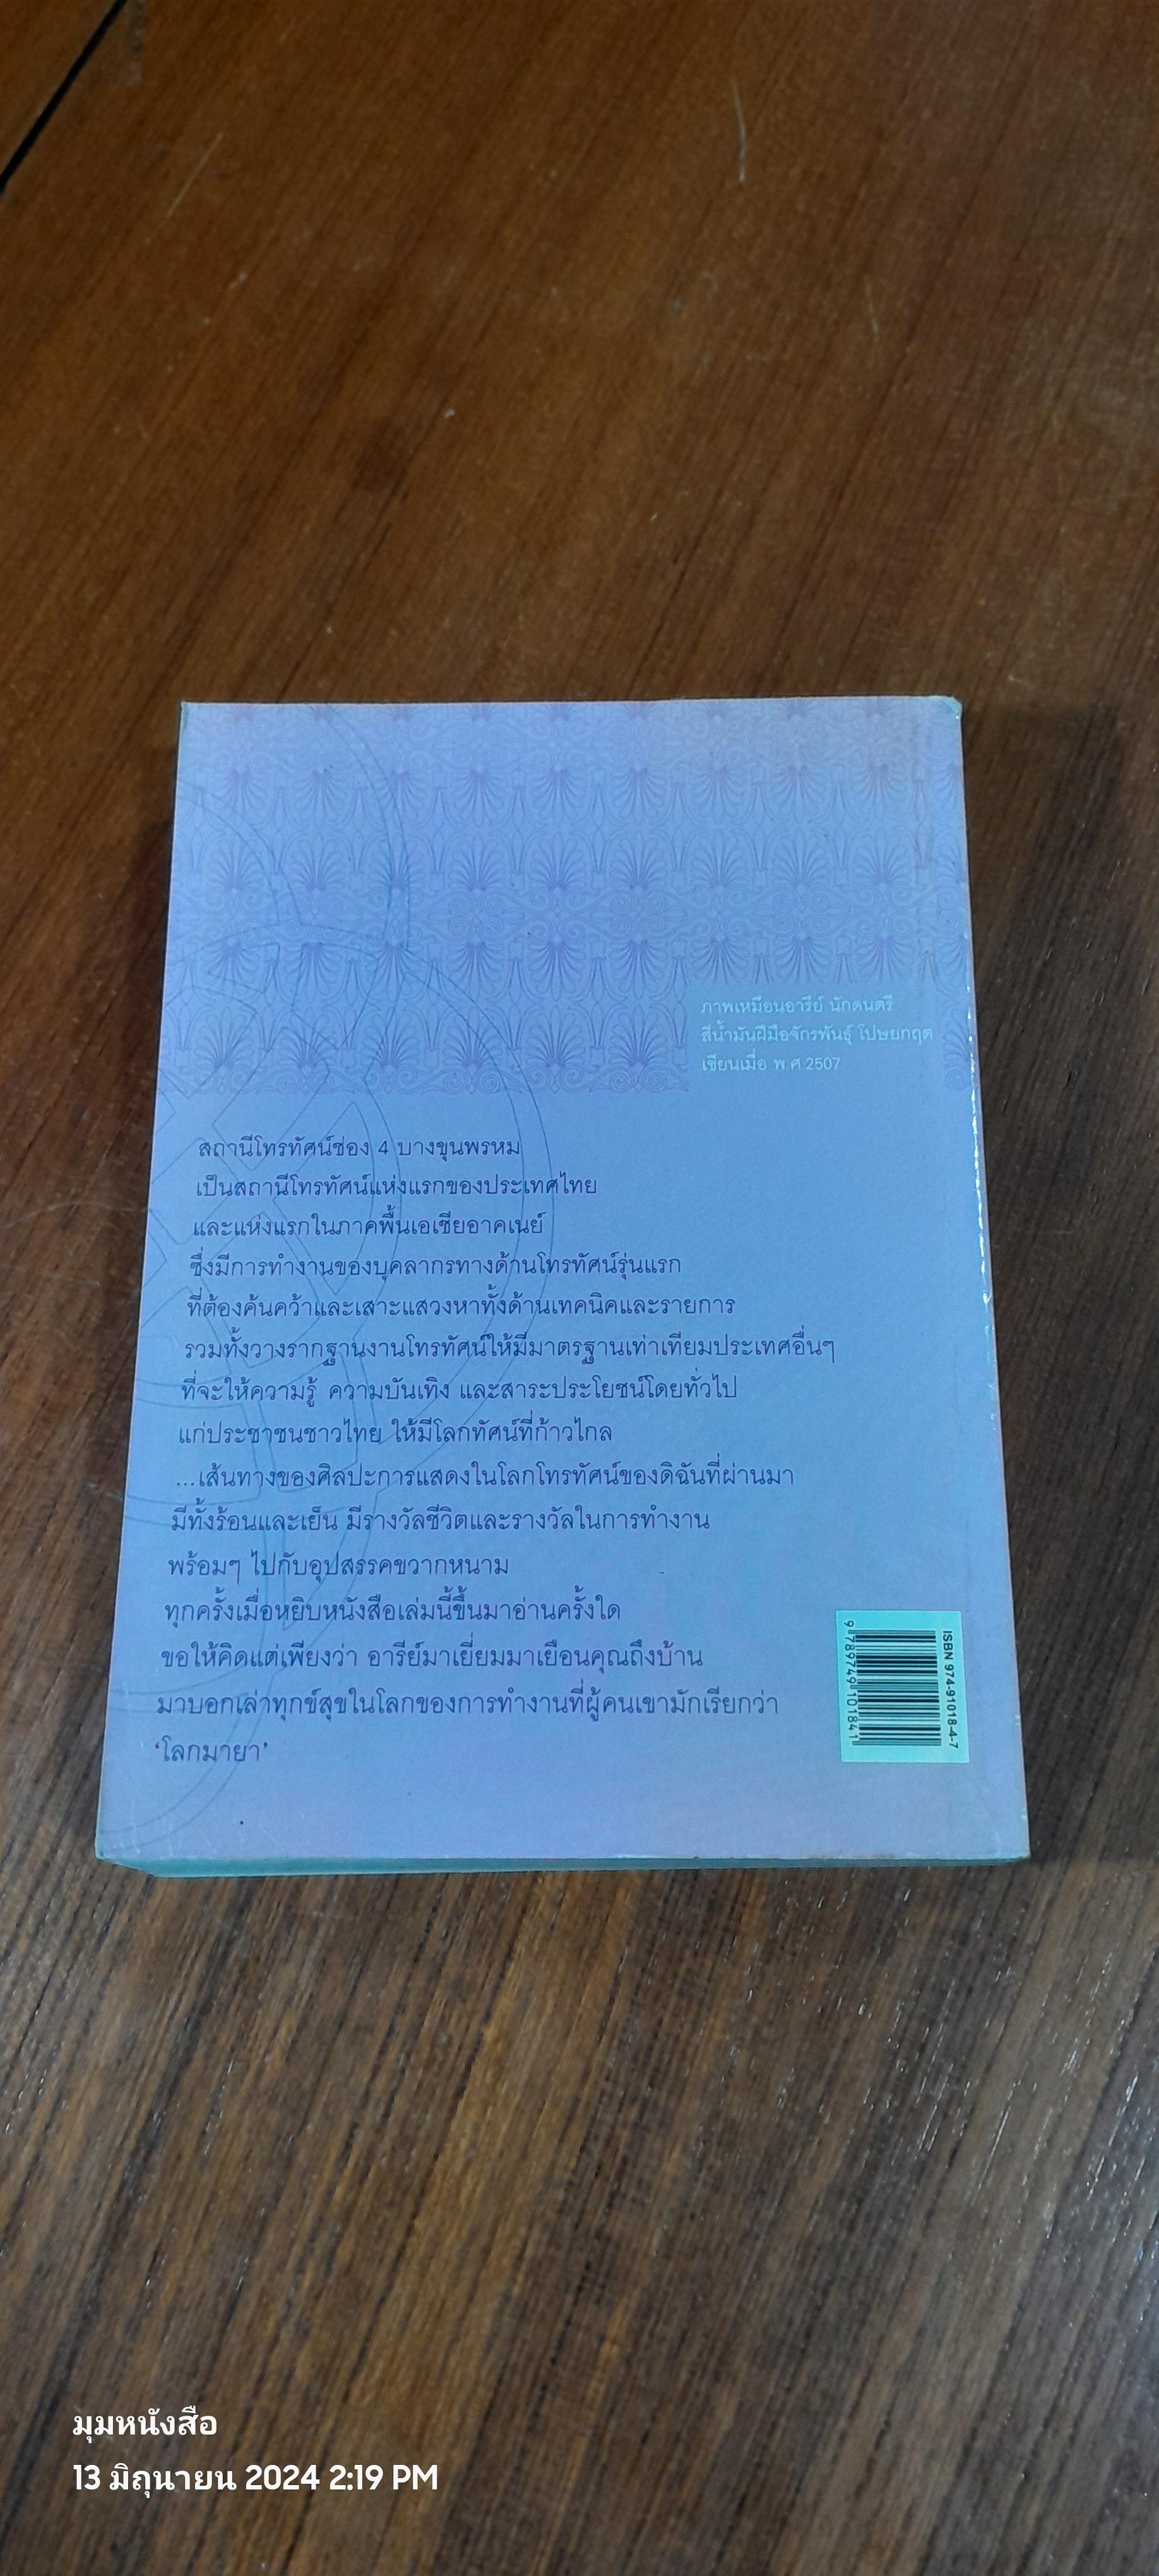 ภาพเหมือนอารีย์ นักดนตรี
สีน้ำมันฝีมือจักรพันธุ์ โปษยกฤต
เขียนเมื่อ พ.ศ.2507
สถานีโทรทัศน์ช่อง 4 บางขุนพรหม
เป็นสถานีโทรทัศน์แห่งแรกของประเทศไทย
และแห่งแรกในภาคพื้นเอเชียอาคเนย์
ซึ่งมีการทำงานของบุคลากรทางด้านโทรทัศน์รุ่นแรก
ที่ต้องค้นคว้าและเสาะแสวงหาทั้งด้านเทคนิคและรายการ
รวมทั้งวางรากฐานงานโทรทัศน์ให้มีมาตรฐานเท่าเทียมประเทศอื่นๆ
ที่จะให้ความรู้ ความบันเทิง และสาระประโยชน์โดยทั่วไป
แก่ประชาชนชาวไทย ให้มีโลกทัศน์ที่ก้าวไกล
...เส้นทางของศิลปะการแสดงในโลกโทรทัศน์ของดิฉันที่ผ่านมา
มีทั้งร้อนและเย็น มีรางวัลชีวิตและรางวัลในการทำงาน
พร้อมๆ ไปกับอุปสรรคขวากหนาม
ทุกครั้งเมื่อหยิบหนังสือเล่มนี้ขึ้นมาอ่านครั้งใด
ขอให้คิดแต่เพียงว่า อารีย์มาเยี่ยมมาเยือนคุณถึงบ้าน
มาบอกเล่าทุกข์สุขในโลกของการทำงานที่ผู้คนเขามักเรียกว่า
‘โลกมายา’
ISBN 974-91018-4-7
9 789749 101841
มุมหนังสือ
13 มิถุนายน 2024 2:19 PM